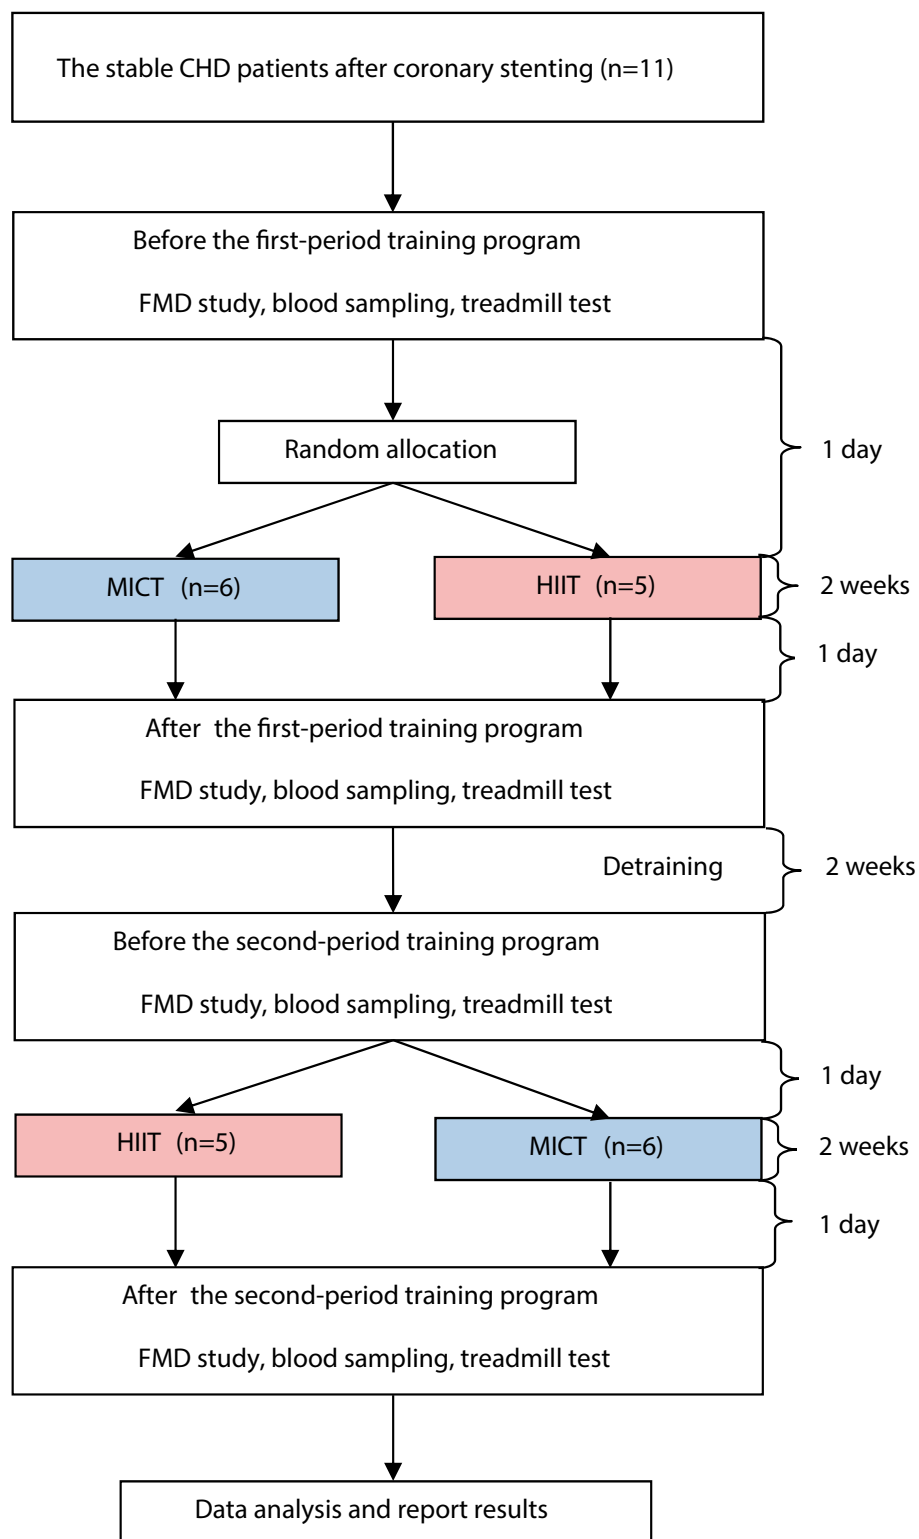 The stable CHD patients after coronary stenting (n=11)
Before the first-period training program
FMD study, blood sampling, treadmill test
Random allocation
1 day
MICT (n=6)
HIIT (n=5)
2 weeks
1 day
After the first-period training program
FMD study, blood sampling, treadmill test
Detraining
2 weeks
Before the second-period training program
FMD study, blood sampling, treadmill test
1 day
HIIT (n=5)
MICT (n=6)
2 weeks
1 day
After the second-period training program
FMD study, blood sampling, treadmill test
Data analysis and report results